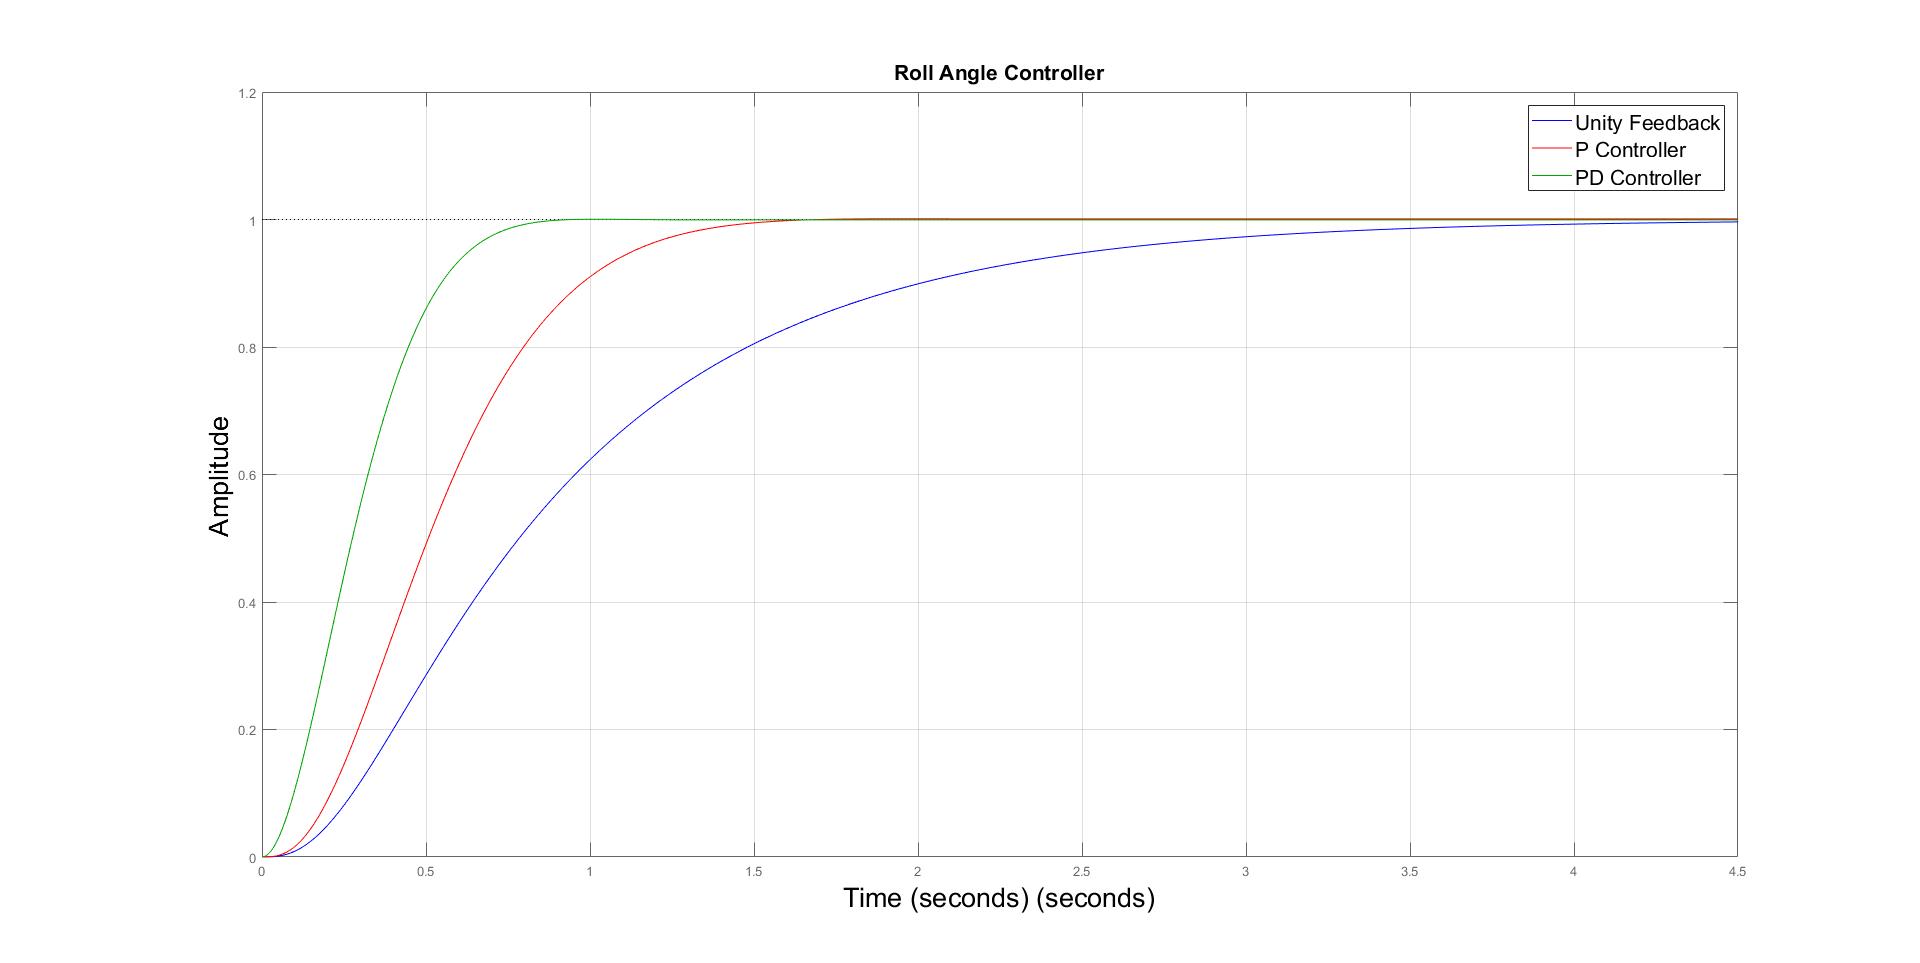 Roll Angle Controller
1.2
1
0.8
0.6
0.4
0.2
0
Amplitude
Unity Feedback
P Controller
PD Controller
0 0.5 1 1.5 2 2.5 3 3.5 4 4.5
Time (seconds) (seconds)